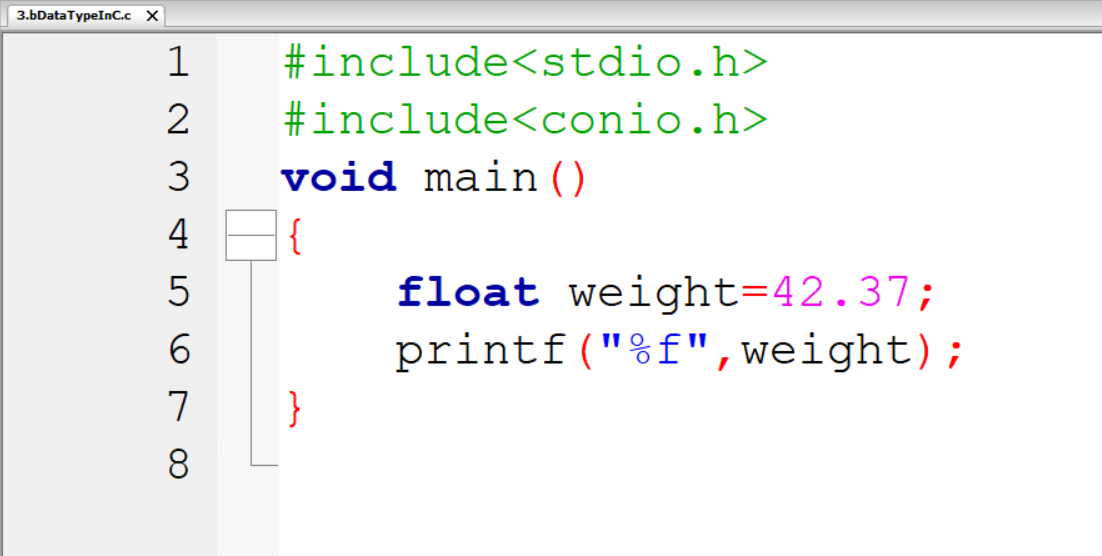 3.bDataTypeInC.c X
1 #include<stdio.h>
2 #include<conio.h>
3 void main()
4 {
5 float weight=42.37;
6 printf("%f",weight);
7 }
8